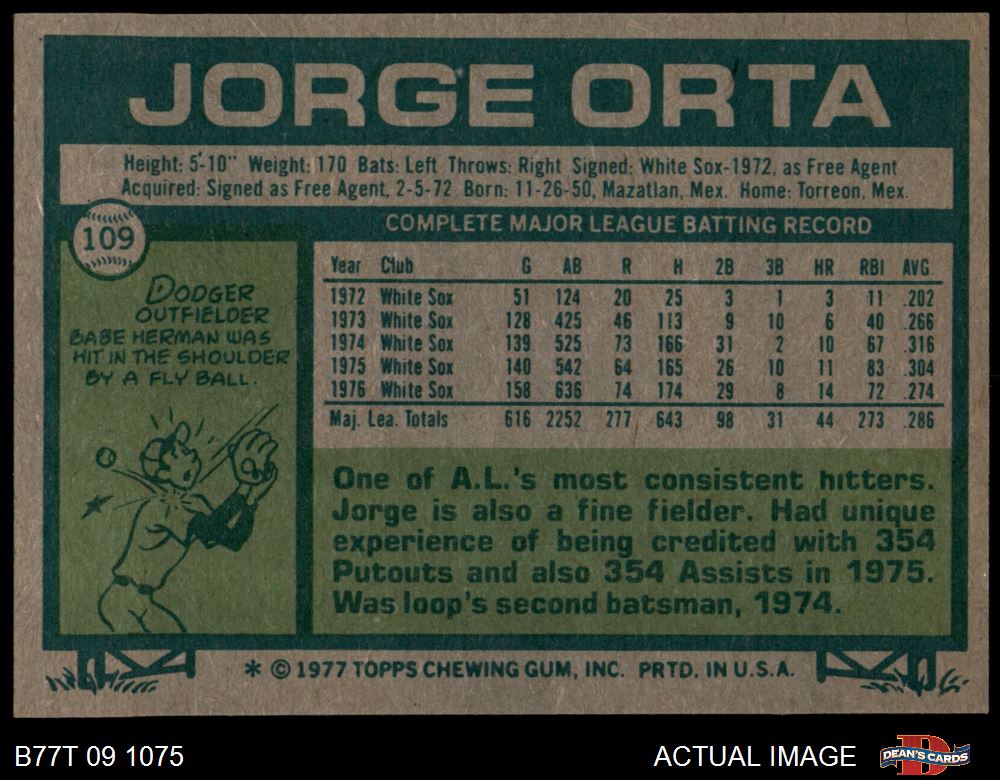 JORGE ORTA
Height: 5'-10" Weight: 170 Bats: Left Throws: Right Signed: White Sox-1972, as Free Agent
Acquired: Signed as Free Agent, 2-5-72 Born: 11-26-50, Mazatlan, Mex. Home: Torreon, Mex.
109
DODGER
OUTFIELDER
BABE HERMAN WAS
HIT IN THE SHOULDER
BY A FLY BALL.
COMPLETE MAJOR LEAGUE BATTING RECORD
Year Club G AB R H 2B 3B HR RBI AVG.
1972 White Sox 51 124 20 25 3 1 3 11 .202
1973 White Sox 128 425 46 113 9 10 6 40 .266
1974 White Sox 139 525 73 166 31 2 10 67 .316
1975 White Sox 140 542 64 165 26 10 11 83 .304
1976 White Sox 158 636 74 174 29 8 14 72 .274
Maj. Lea. Totals 616 2252 277 643 98 31 44 273 .286
One of A.L.'s most consistent hitters.
Jorge is also a fine fielder. Had unique
experience of being credited with 354
Putouts and also 354 Assists in 1975.
Was loop's second batsman, 1974.
* © 1977 TOPPS CHEWING GUM, INC. PRTD. IN U.S.A.
B77T 09 1075
ACTUAL IMAGE
D
DEAN'S CARDS